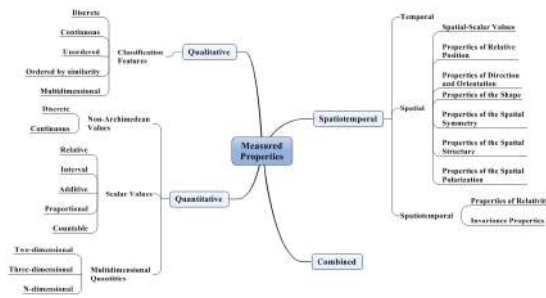 Discrete
Continuous
Unordered
Ordered by similarity
Multidimensional
Classification
Features
Qualitative
Discrete
Continuous
Non-Archimedean
Values
Relative
Interval
Additive
Proportional
Countable
Scalar Values
Quantitative
Two-dimensional
Three-dimensional
N-dimensional
Multidimensional
Quantities
Measured
Properties
Temporal
Spatiotemporal
Spatial
Spatial-Scalar Values
Properties of Relative
Position
Properties of Direction
and Orientation
Properties of the Shape
Properties of the Spatial
Symmetry
Properties of the Spatial
Structure
Properties of the Spatial
Polarization
Spatiotemporal
Properties of Relativity
Invariance Properties
Combined